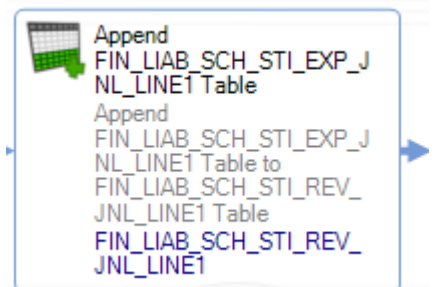 Append
FIN_LIAB_SCH_STI_EXP_J
NL_LINE1 Table
Append
FIN_LIAB_SCH_STI_EXP_J
NL_LINE1 Table to
FIN_LIAB_SCH_STI_REV_
JNL_LINE1 Table
FIN_LIAB_SCH_STI_REV_
JNL_LINE1